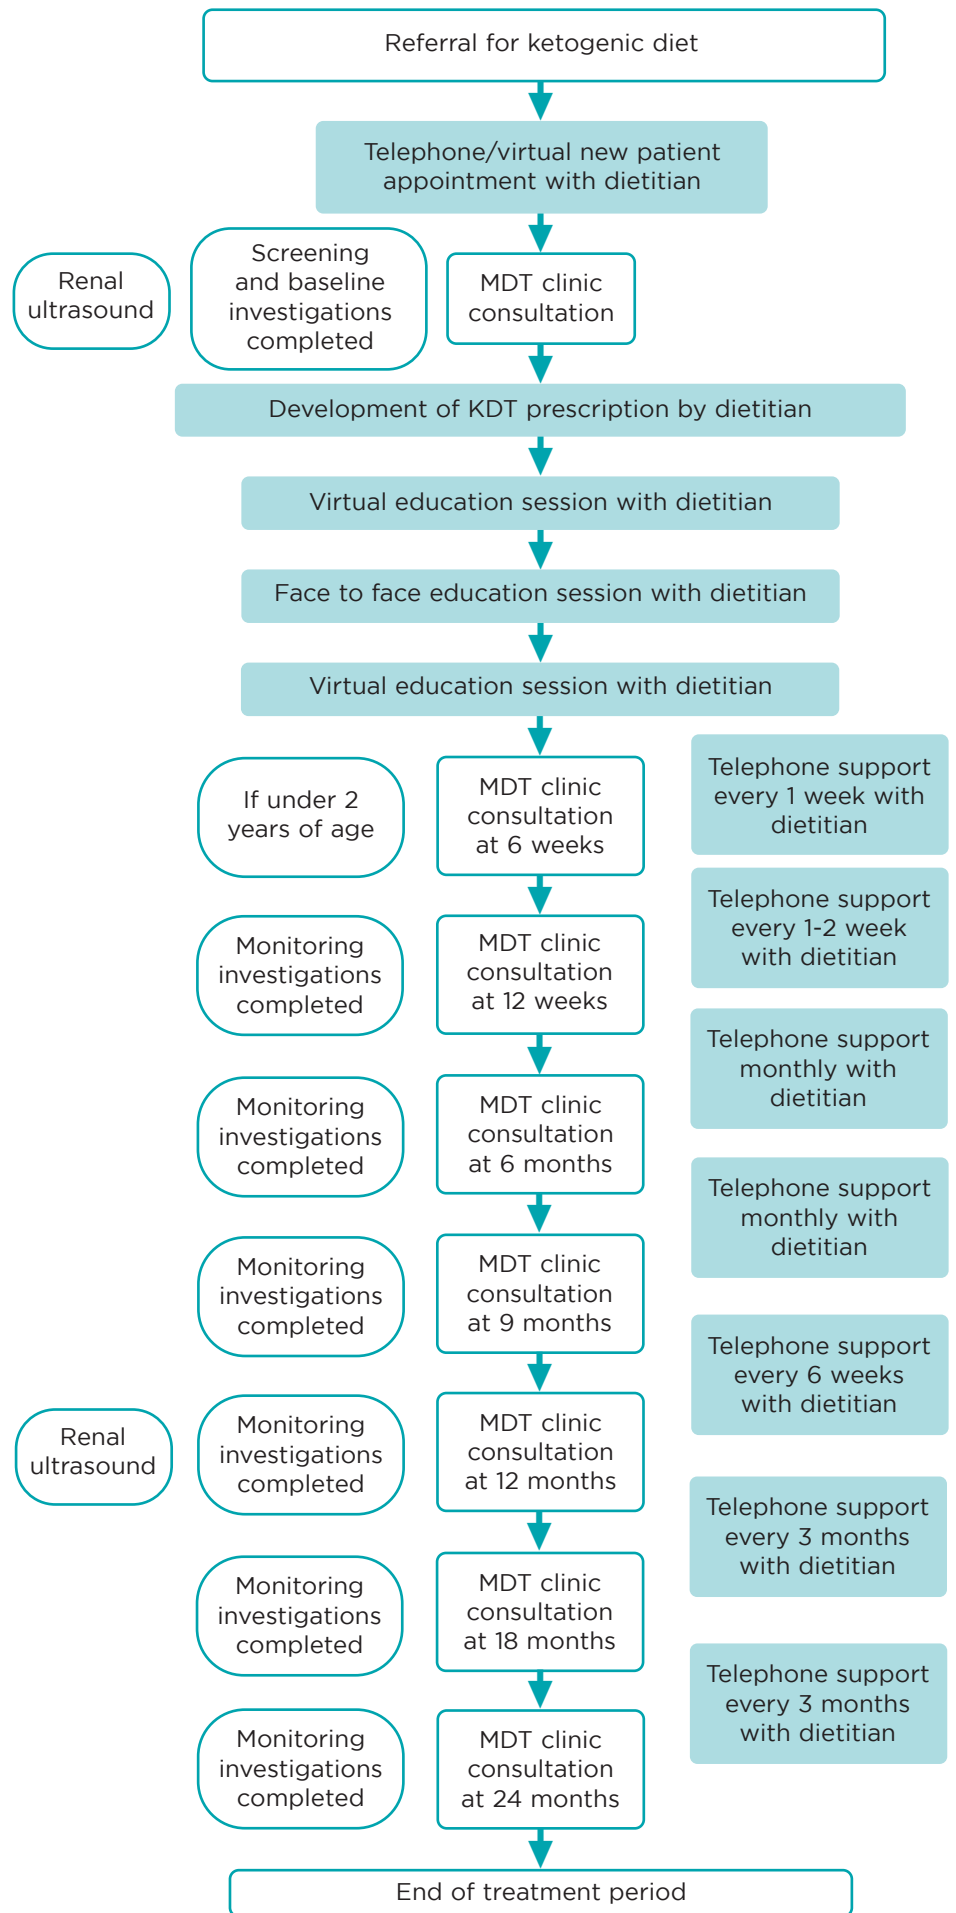 Referral for ketogenic diet
Telephone/virtual new patient
appointment with dietitian
Renal
ultrasound
Screening
and baseline
investigations
completed
MDT clinic
consultation
Development of KDT prescription by dietitian
Virtual education session with dietitian
Face to face education session with dietitian
Virtual education session with dietitian
If under 2
years of age
MDT clinic
consultation
at 6 weeks
Telephone support
every 1 week with
dietitian
Telephone support
every 1-2 week
with dietitian
Monitoring
investigations
completed
MDT clinic
consultation
at 12 weeks
Telephone support
monthly with
dietitian
Monitoring
investigations
completed
MDT clinic
consultation
at 6 months
Telephone support
monthly with
dietitian
Monitoring
investigations
completed
MDT clinic
consultation
at 9 months
Telephone support
every 6 weeks
with dietitian
Renal
ultrasound
Monitoring
investigations
completed
MDT clinic
consultation
at 12 months
Telephone support
every 3 months
with dietitian
Monitoring
investigations
completed
MDT clinic
consultation
at 18 months
Telephone support
every 3 months
with dietitian
Monitoring
investigations
completed
MDT clinic
consultation
at 24 months
End of treatment period